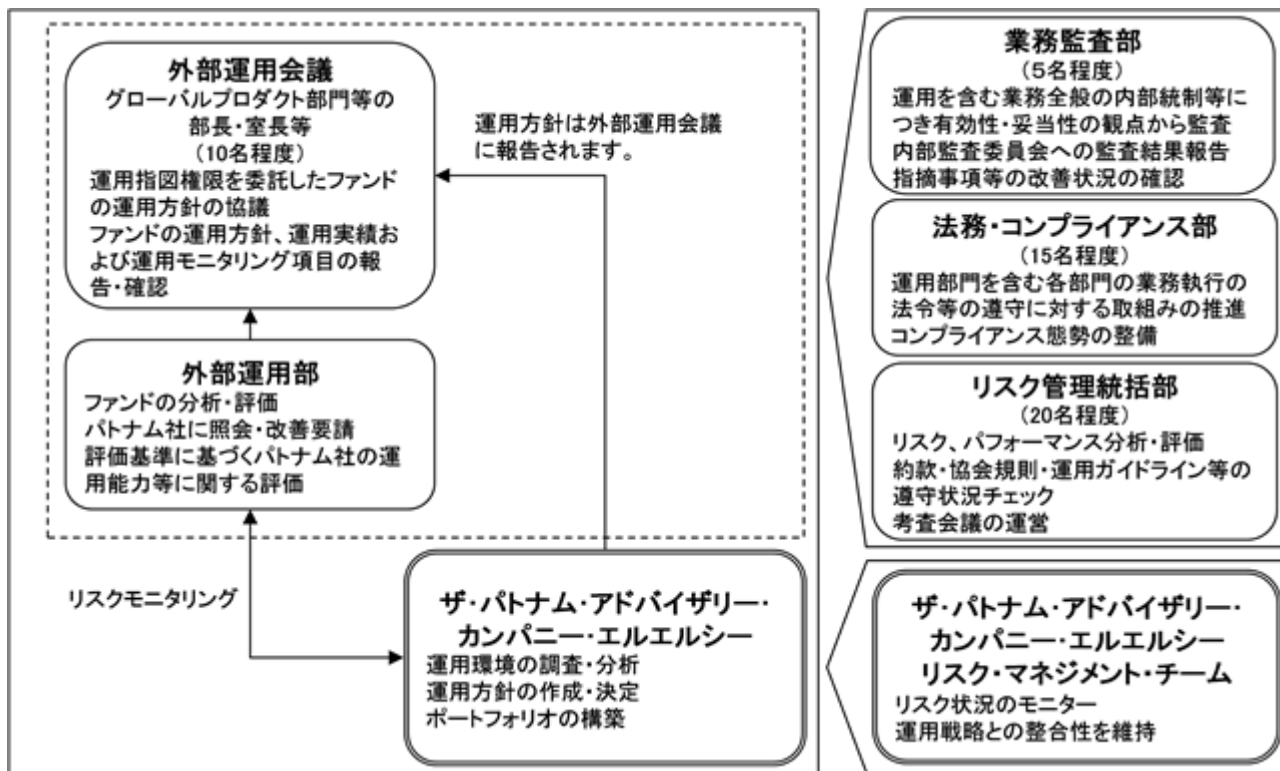 外部運用会議
グローバルプロダクト部門等の
部長・室長等
(10名程度)
運用指図権限を委託したファンド
の運用方針の協議
ファンドの運用方針、運用実績お
よび運用モニタリング項目の報
告・確認
運用方針は外部運用会議
に報告されます。
外部運用部
ファンドの分析・評価
パトナム社に照会・改善要請
評価基準に基づくパトナム社の運
用能力等に関する評価
リスクモニタリング
ザ・パトナム・アドバイザリー・
カンパニー・エルエルシー
運用環境の調査・分析
運用方針の作成・決定
ポートフォリオの構築
業務監査部
(5名程度)
運用を含む業務全般の内部統制等に
つき有効性・妥当性の観点から監査
内部監査委員会への監査結果報告
指摘事項等の改善状況の確認
法務・コンプライアンス部
(15名程度)
運用部門を含む各部門の業務執行の
法令等の遵守に対する取組みの推進
コンプライアンス態勢の整備
リスク管理統括部
(20名程度)
リスク、パフォーマンス分析・評価
約款・協会規則・運用ガイドライン等の
遵守状況チェック
考査会議の運営
ザ・パトナム・アドバイザリー・
カンパニー・エルエルシー
リスク・マネジメント・チーム
リスク状況のモニター
運用戦略との整合性を維持